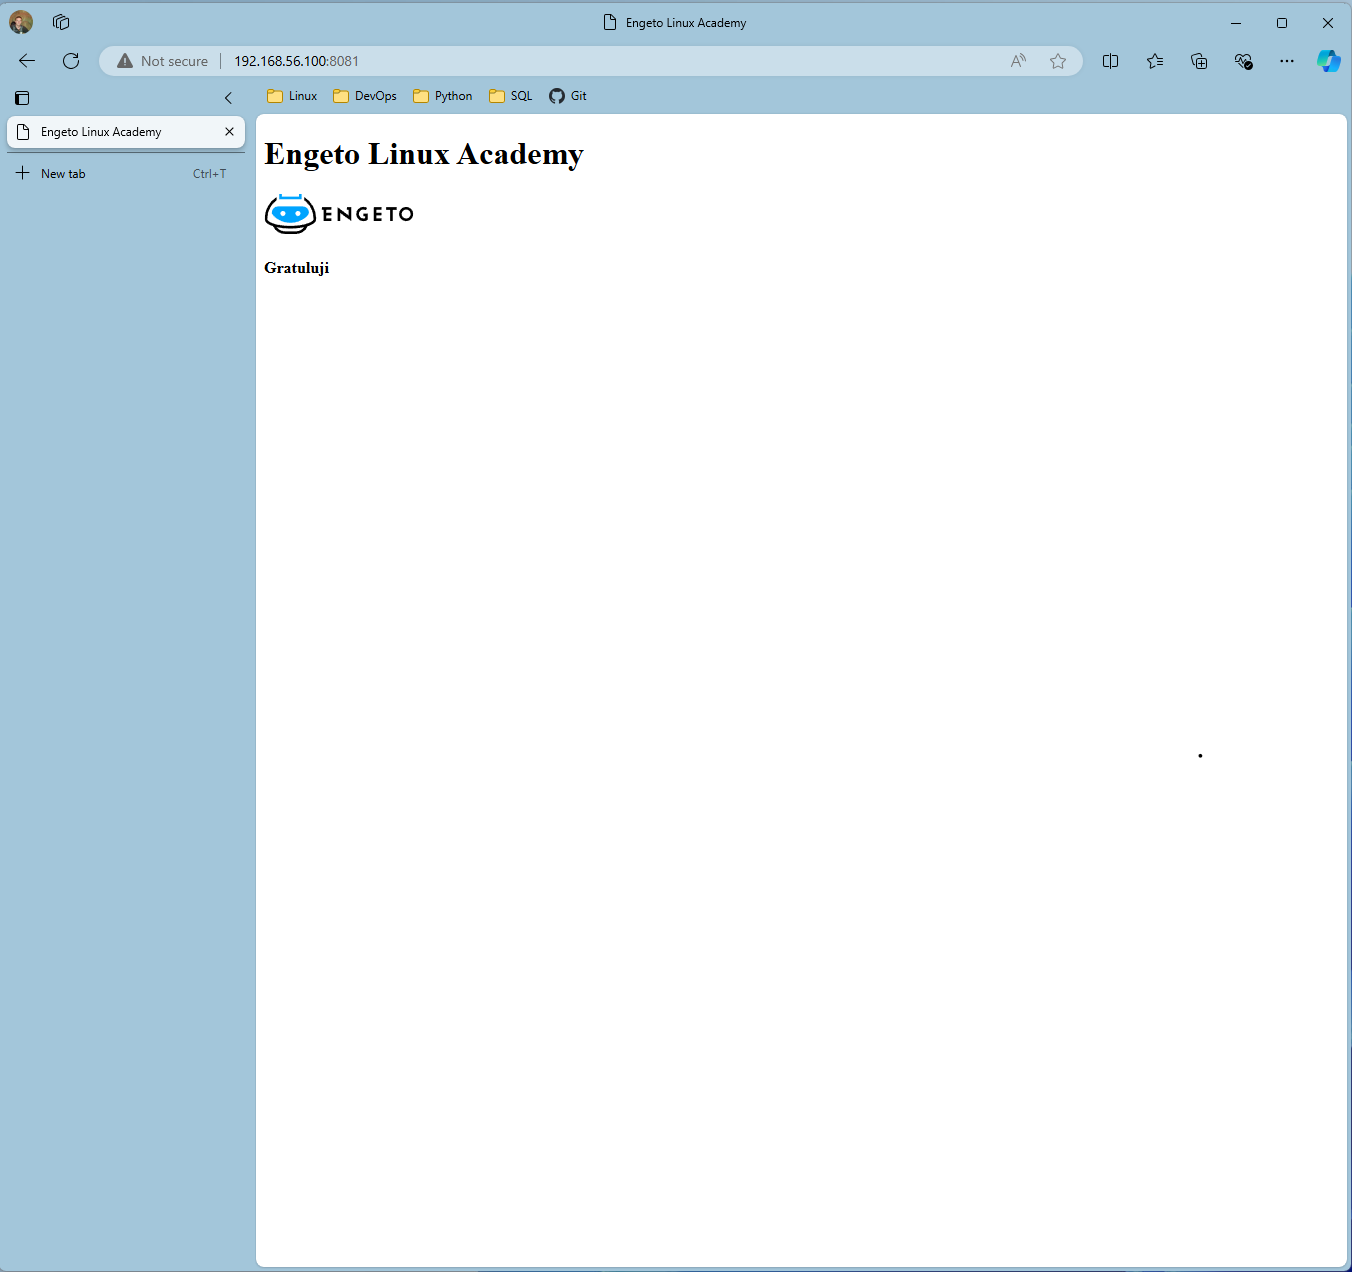 Engeto Linux Academy
Not secure
192.168.56.100:8081
Linux
DevOps
Python
SQL
Git
Engeto Linux Academy
New tab
Ctrl+T
Engeto Linux Academy
ENGETO
Gratuluji